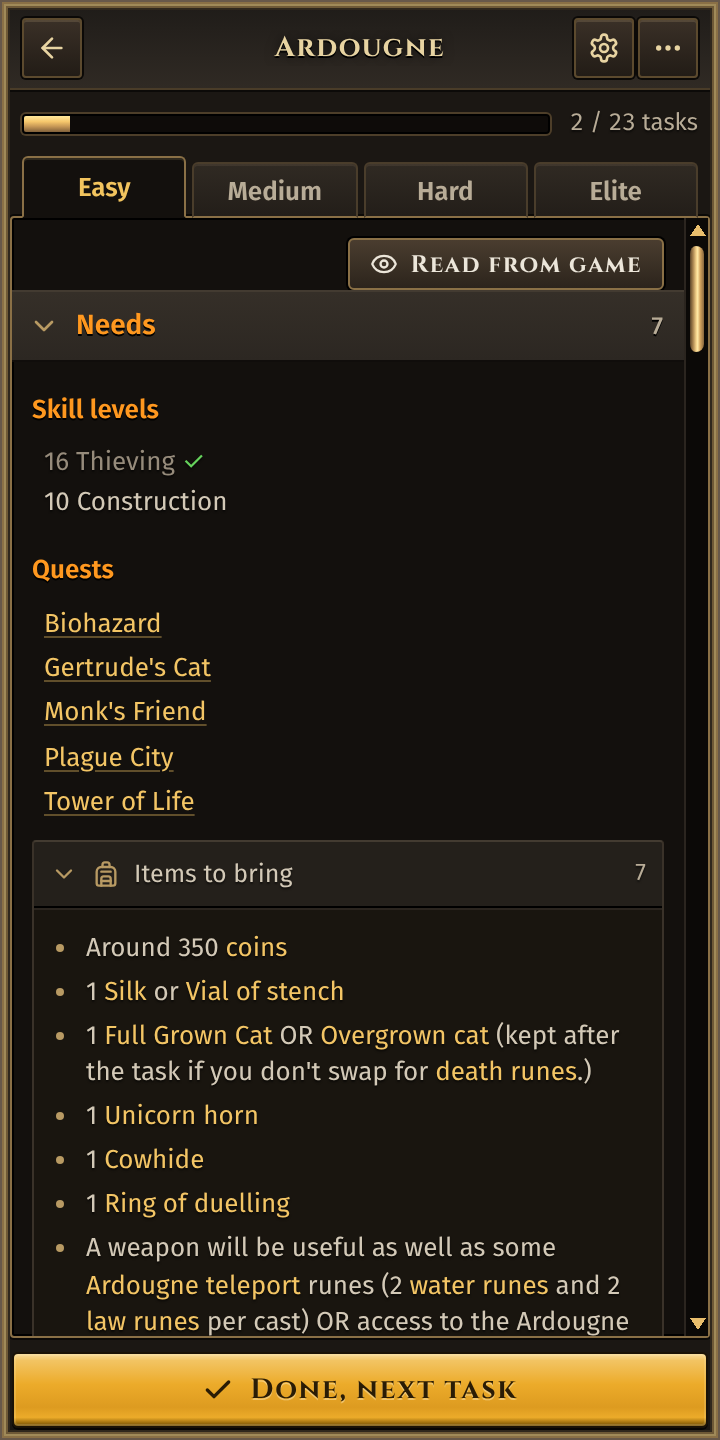 Ardougne
2 / 23 tasks
Easy
Medium
Hard
Elite
Read from game
Needs
7
Skill levels
16 Thieving
10 Construction
Quests
Biohazard
Gertrude's Cat
Monk's Friend
Plague City
Tower of Life
Items to bring
7
Around 350 coins
1 Silk or Vial of stench
1 Full Grown Cat OR Overgrown cat (kept after
the task if you don't swap for death runes.)
1 Unicorn horn
1 Cowhide
1 Ring of duelling
A weapon will be useful as well as some
Ardougne teleport runes (2 water runes and 2
law runes per cast) OR access to the Ardougne
Done, next task